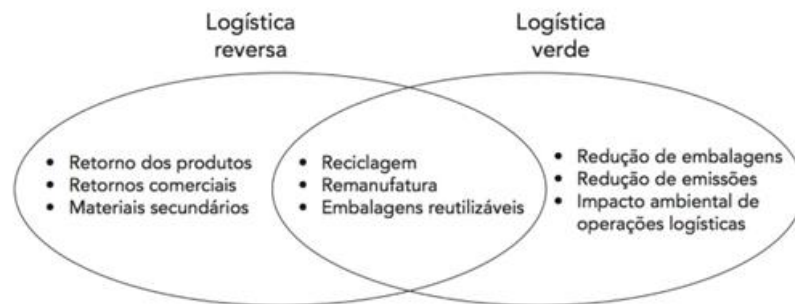 Logística
reversa
Logística
verde
• Retorno dos produtos
• Retornos comerciais
• Materiais secundários
• Reciclagem
• Remanufatura
• Embalagens reutilizáveis
• Redução de embalagens
• Redução de emissões
• Impacto ambiental de
operações logísticas